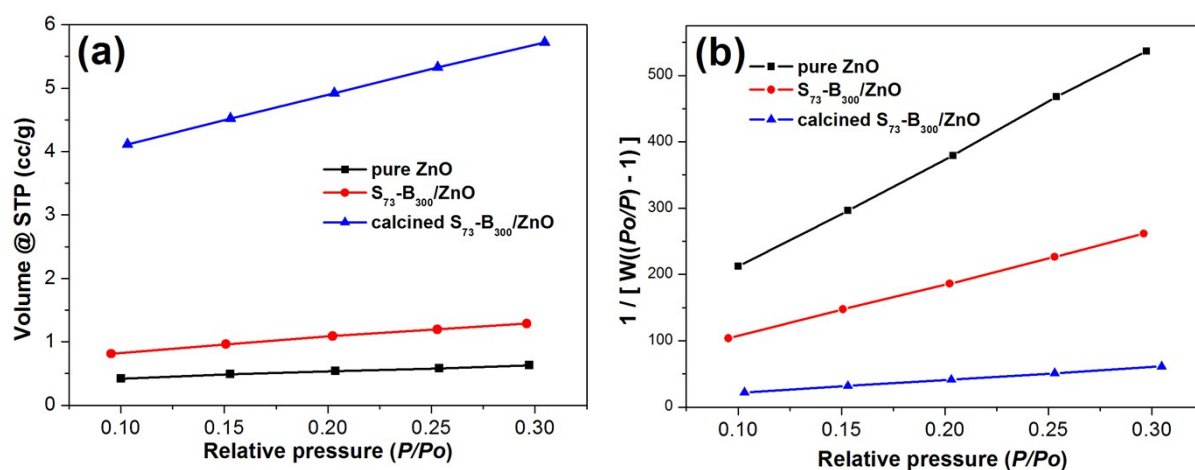 (a)
Volume @ STP (cc/g)
6
5
4
3
2
1
0
pure ZnO
S73-B300/ZnO
calcined S73-B300/ZnO
0.10 0.15 0.20 0.25 0.30
Relative pressure (P/Po)
(b)
1 / [ W((Po/P) - 1) ]
500
400
300
200
100
0
pure ZnO
S73-B300/ZnO
calcined S73-B300/ZnO
0.10 0.15 0.20 0.25 0.30
Relative pressure (P/Po)